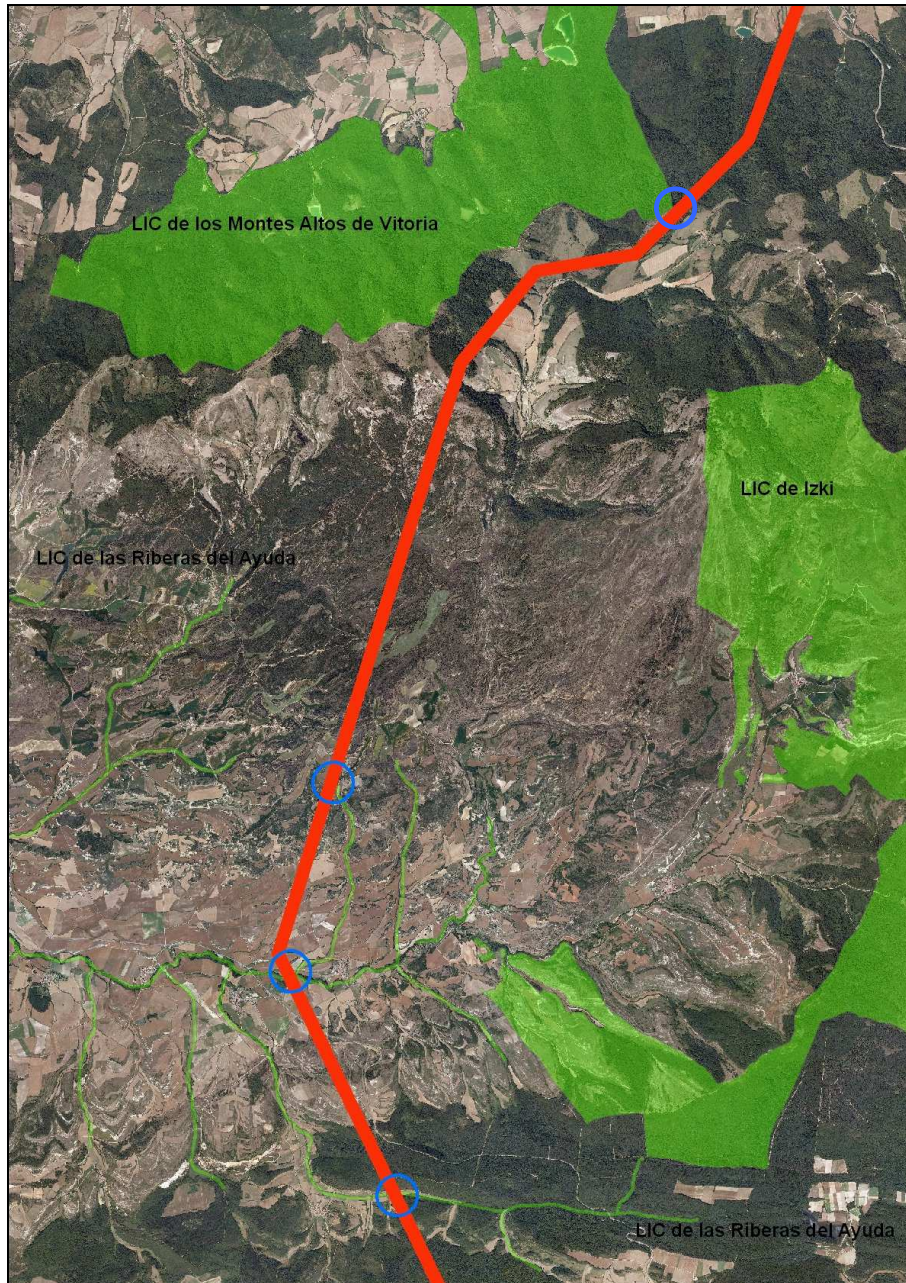 LIC de los Montes Altos de Vitoria
LIC de Izki
LIC de las Riberas del Ayuda
LIC de las Riberas del Ayuda